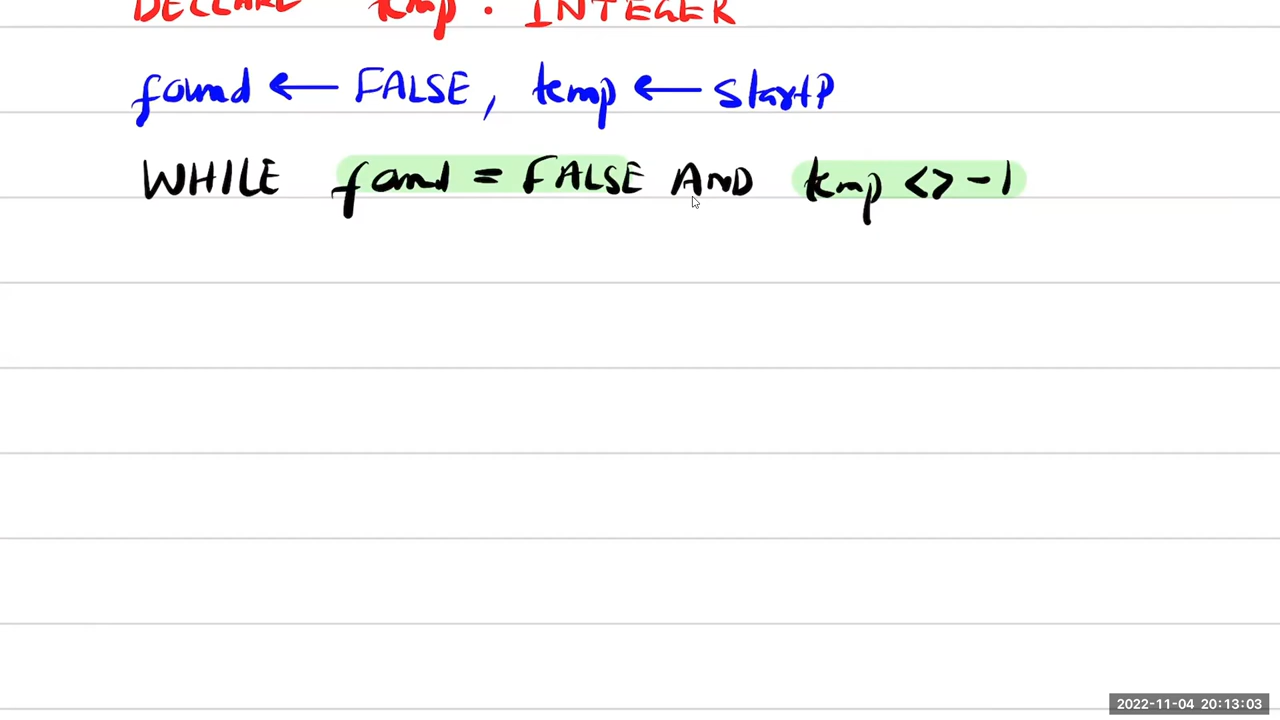 DECLARE temp : INTEGER
found ← FALSE, temp ← startP
WHILE found = FALSE AND temp <> -1
2022-11-04 20:13:03